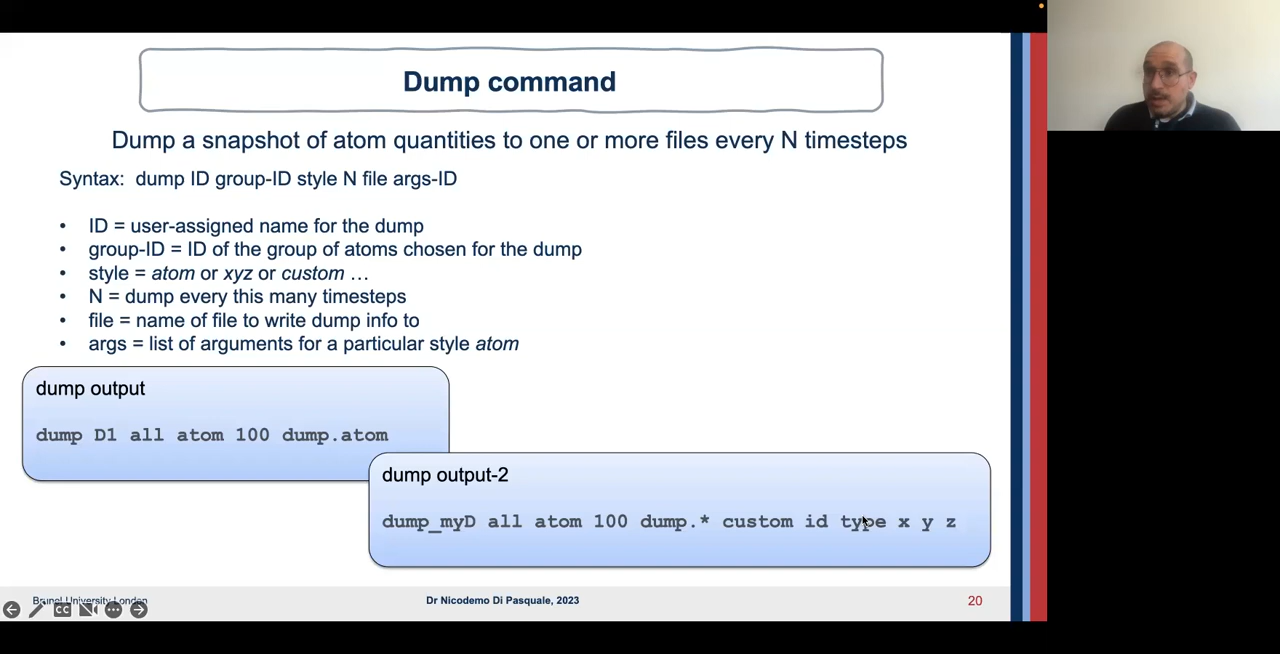 Dump command
Dump a snapshot of atom quantities to one or more files every N timesteps
Syntax: dump ID group-ID style N file args-ID
• ID = user-assigned name for the dump
• group-ID = ID of the group of atoms chosen for the dump
• style = atom or xyz or custom …
• N = dump every this many timesteps
• file = name of file to write dump info to
• args = list of arguments for a particular style atom
dump output
dump D1 all atom 100 dump.atom
dump output-2
dump_myD all atom 100 dump.* custom id type x y z
Brunel University London
Dr Nicodemo Di Pasquale, 2023
20
CC